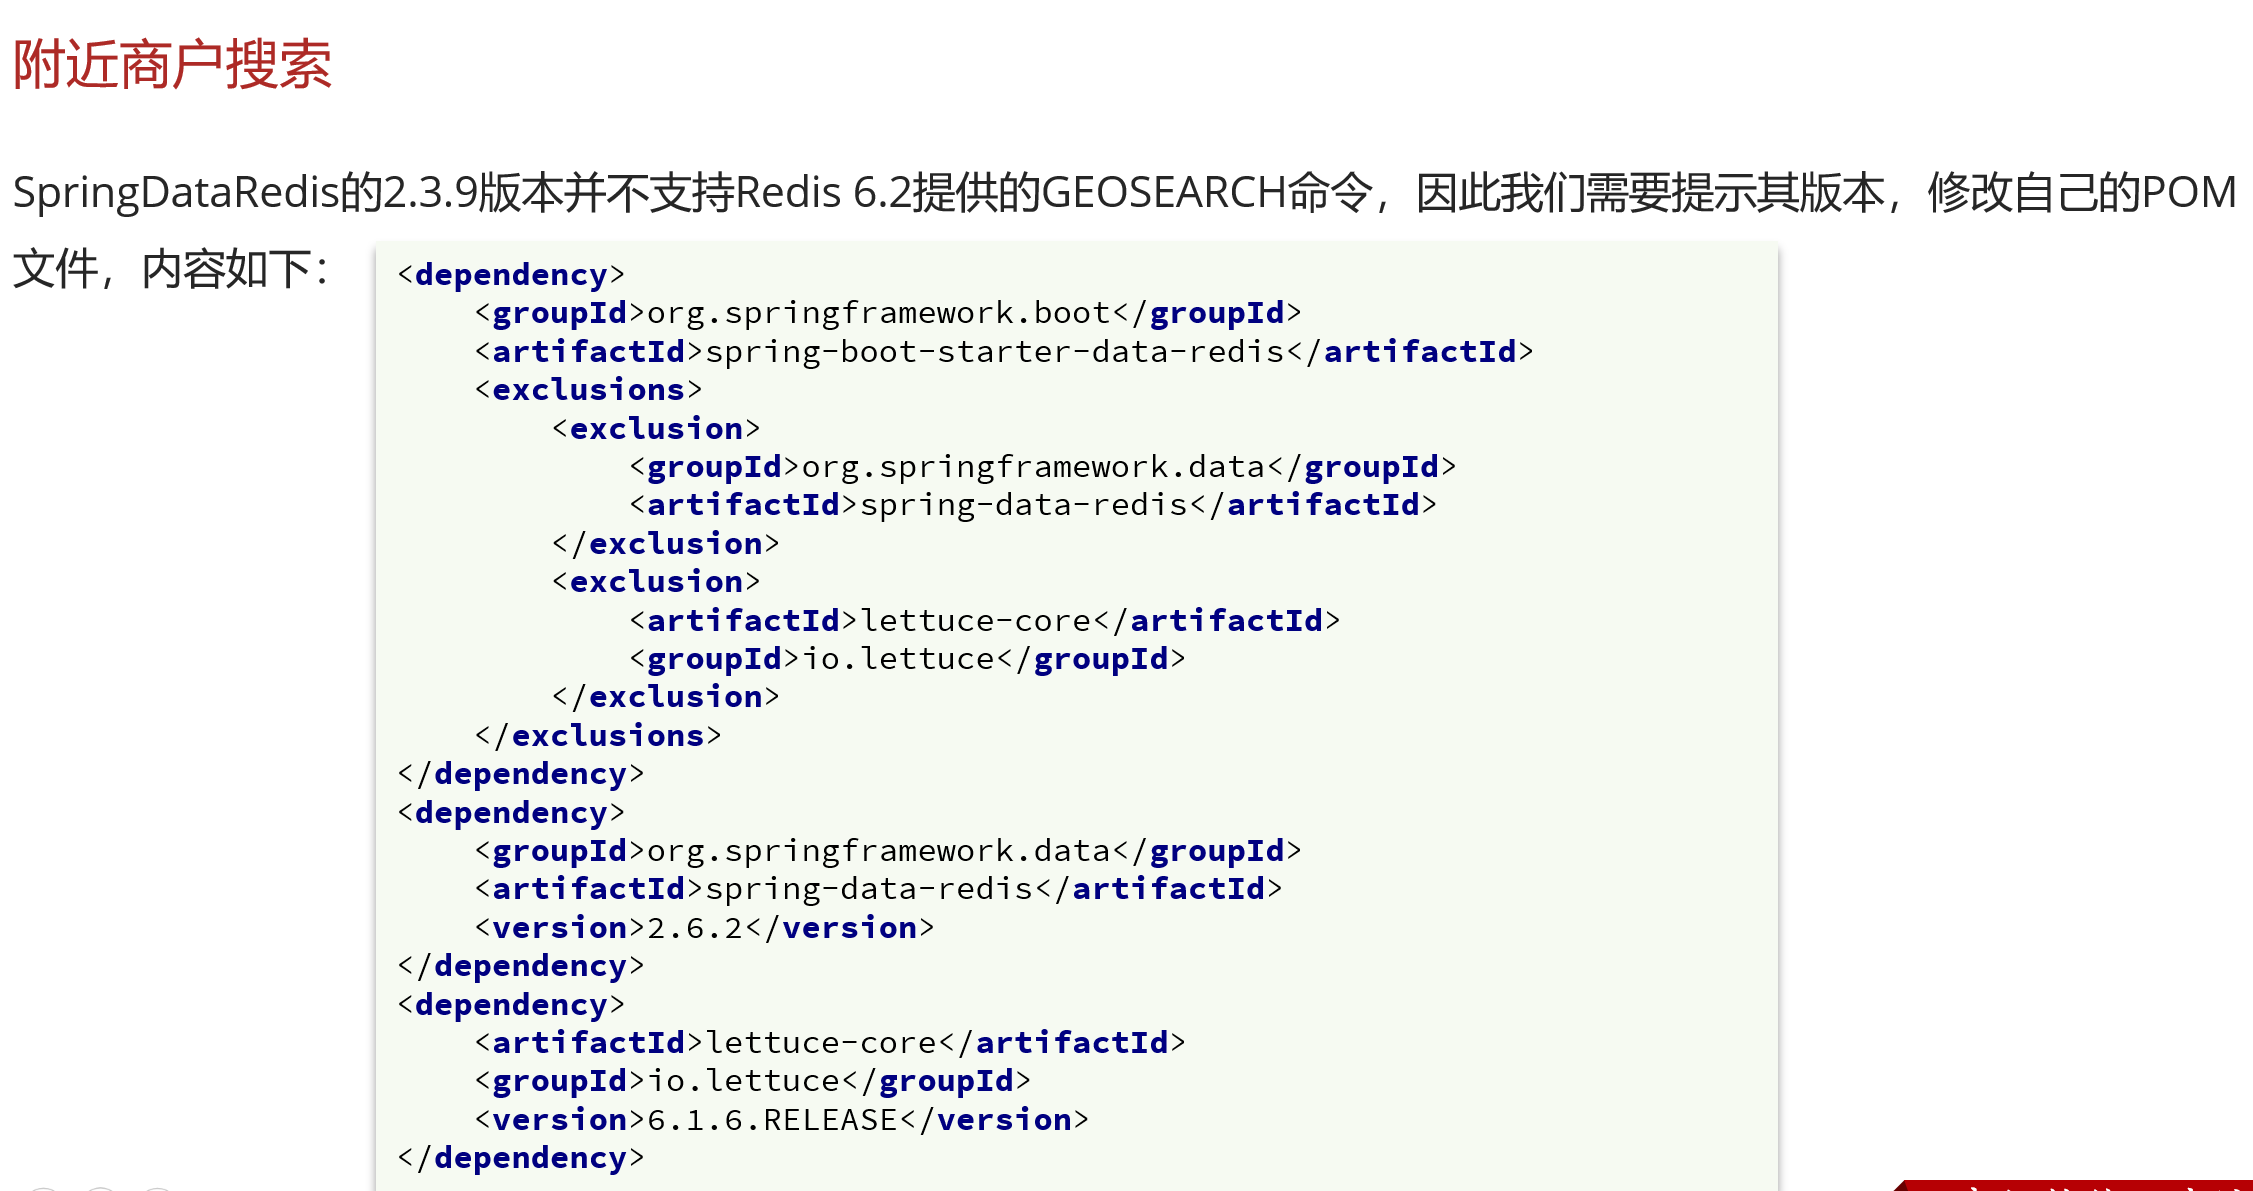 附近商户搜索
SpringDataRedis的2.3.9版本并不支持Redis 6.2提供的GEOSEARCH命令，因此我们需要提示其版本，修改自己的POM
文件，内容如下：
<dependency>
    <groupId>org.springframework.boot</groupId>
    <artifactId>spring-boot-starter-data-redis</artifactId>
    <exclusions>
        <exclusion>
            <groupId>org.springframework.data</groupId>
            <artifactId>spring-data-redis</artifactId>
        </exclusion>
        <exclusion>
            <artifactId>lettuce-core</artifactId>
            <groupId>io.lettuce</groupId>
        </exclusion>
    </exclusions>
</dependency>
<dependency>
    <groupId>org.springframework.data</groupId>
    <artifactId>spring-data-redis</artifactId>
    <version>2.6.2</version>
</dependency>
<dependency>
    <artifactId>lettuce-core</artifactId>
    <groupId>io.lettuce</groupId>
    <version>6.1.6.RELEASE</version>
</dependency>